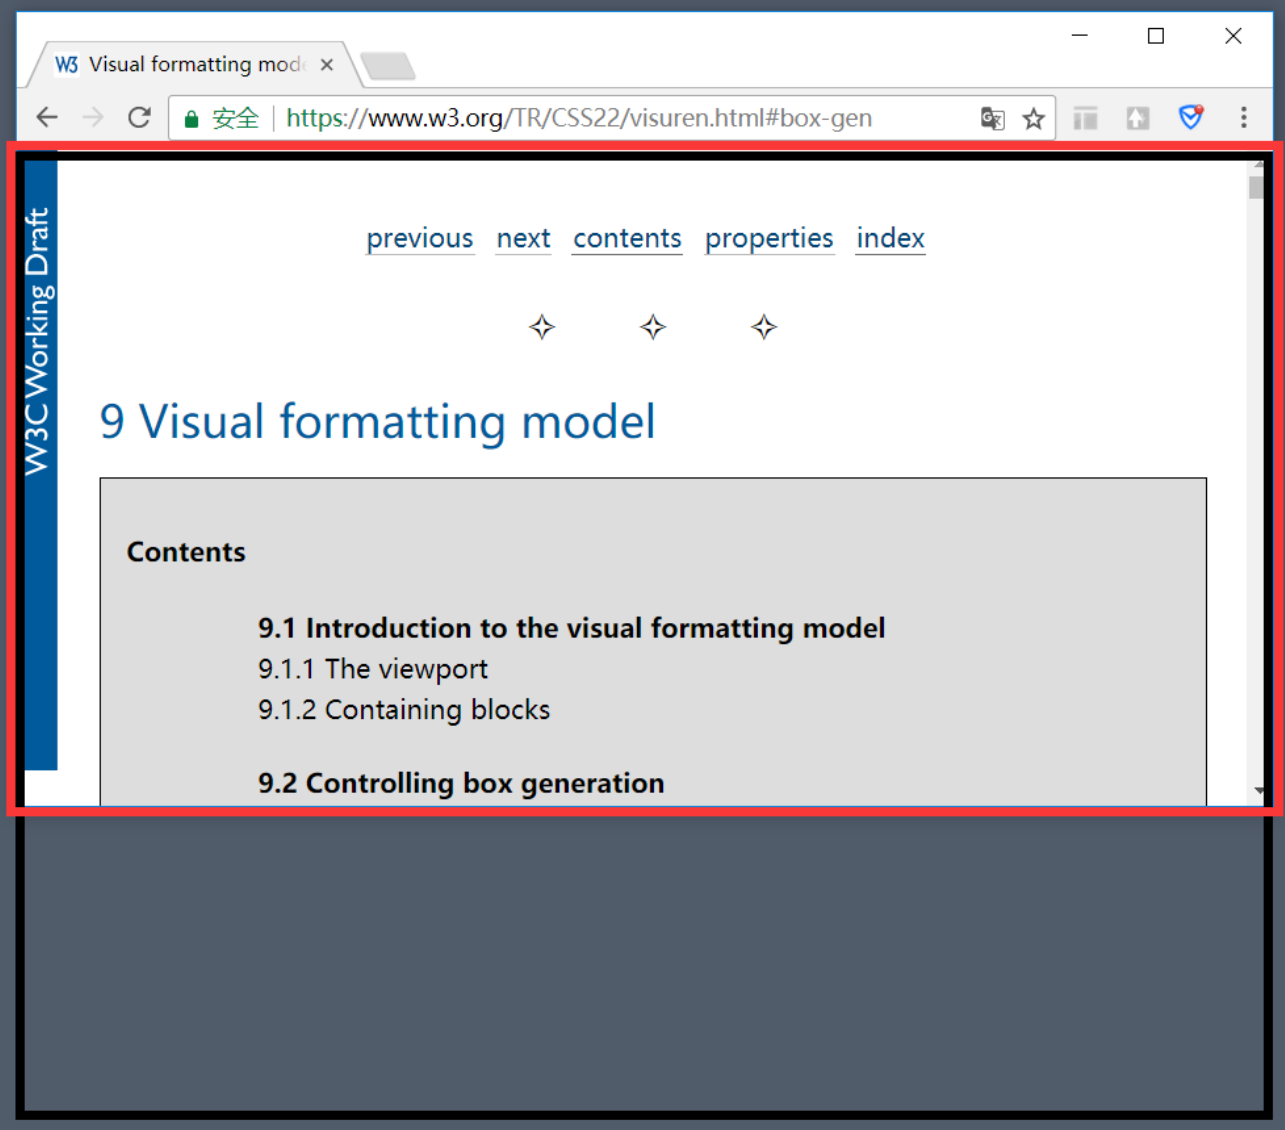 W3 Visual formatting mod
安全 https://www.w3.org/TR/CSS22/visuren.html#box-gen
W3C Working Draft
previous next contents properties index
9 Visual formatting model
Contents
9.1 Introduction to the visual formatting model
9.1.1 The viewport
9.1.2 Containing blocks
9.2 Controlling box generation